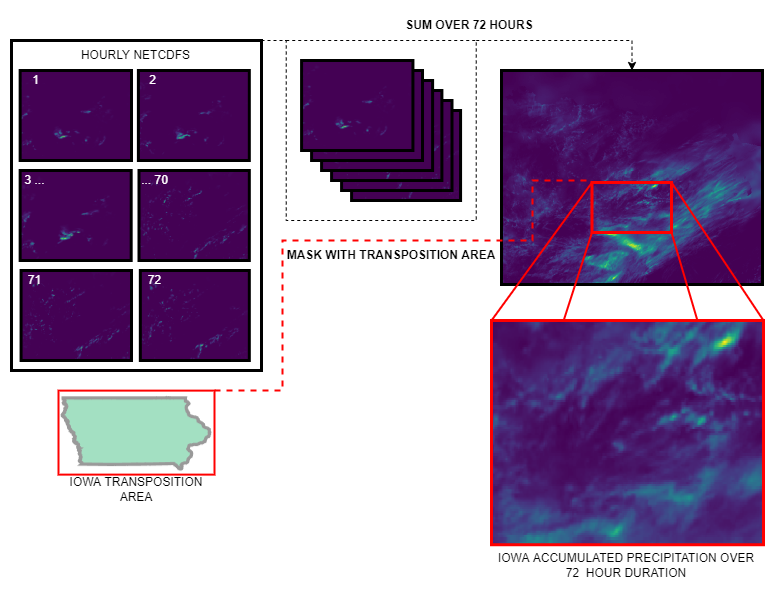 SUM OVER 72 HOURS
HOURLY NETCDFS
1
2
3 ...
... 70
71
72
MASK WITH TRANSPOSITION AREA
IOWA TRANSPOSITION
AREA
IOWA ACCUMULATED PRECIPITATION OVER
72 HOUR DURATION